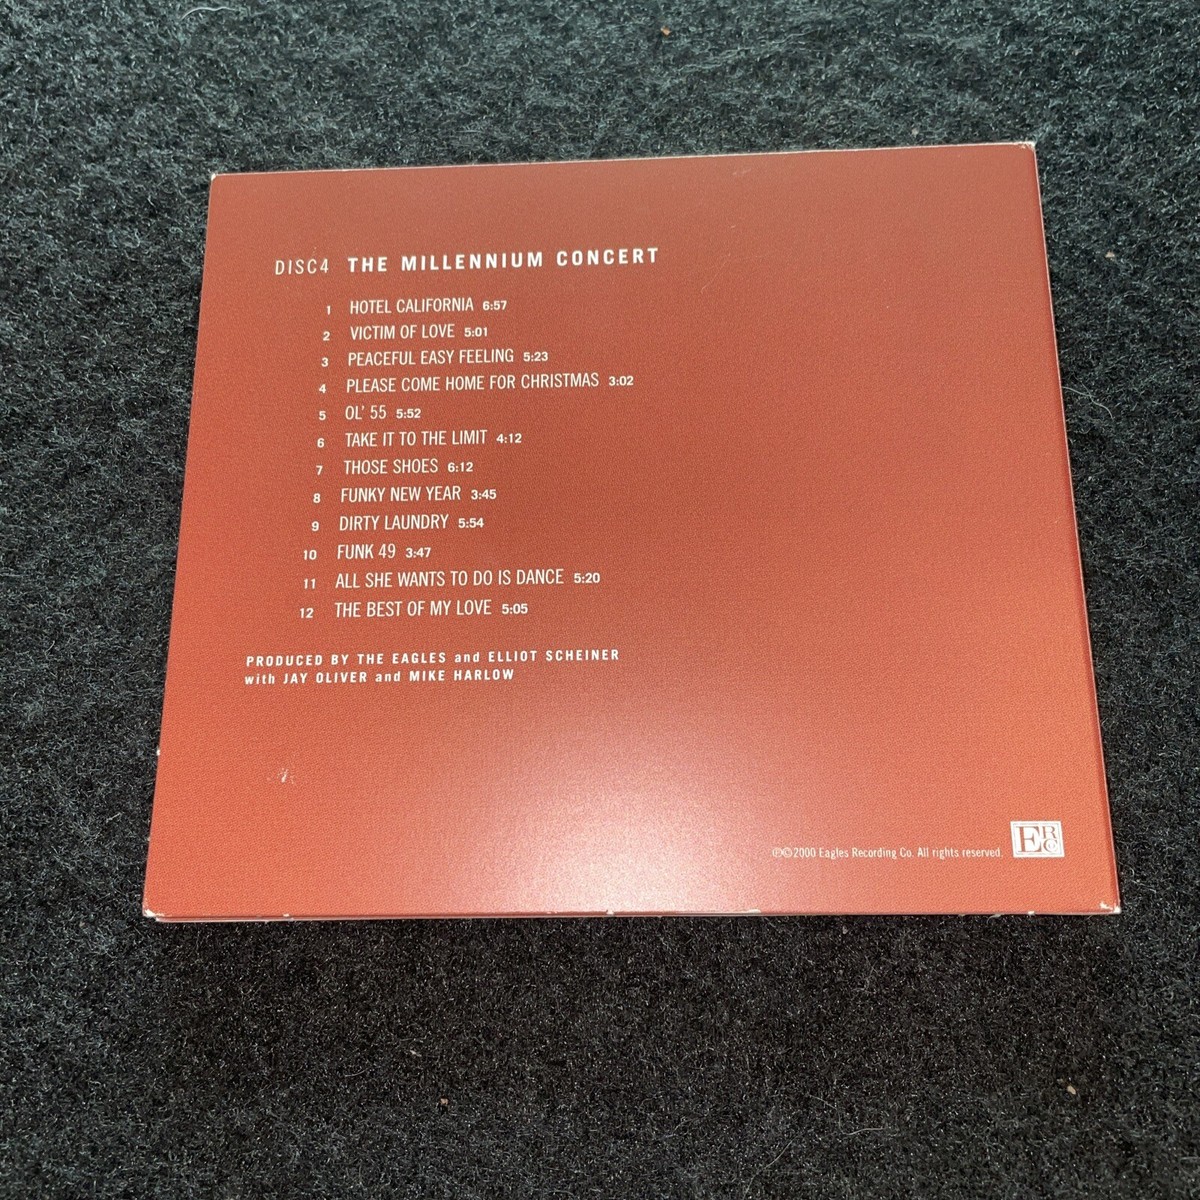 DISC4 THE MILLENNIUM CONCERT
1 HOTEL CALIFORNIA 6:57
2 VICTIM OF LOVE 5:01
3 PEACEFUL EASY FEELING 5:23
4 PLEASE COME HOME FOR CHRISTMAS 3:02
5 OL' 55 5:52
6 TAKE IT TO THE LIMIT 4:12
7 THOSE SHOES 6:12
8 FUNKY NEW YEAR 3:45
9 DIRTY LAUNDRY 5:54
10 FUNK 49 3:47
11 ALL SHE WANTS TO DO IS DANCE 5:20
12 THE BEST OF MY LOVE 5:05
PRODUCED BY THE EAGLES and ELLIOT SCHEINER
with JAY OLIVER and MIKE HARLOW
℗©2000 Eagles Recording Co. All rights reserved.
ERC